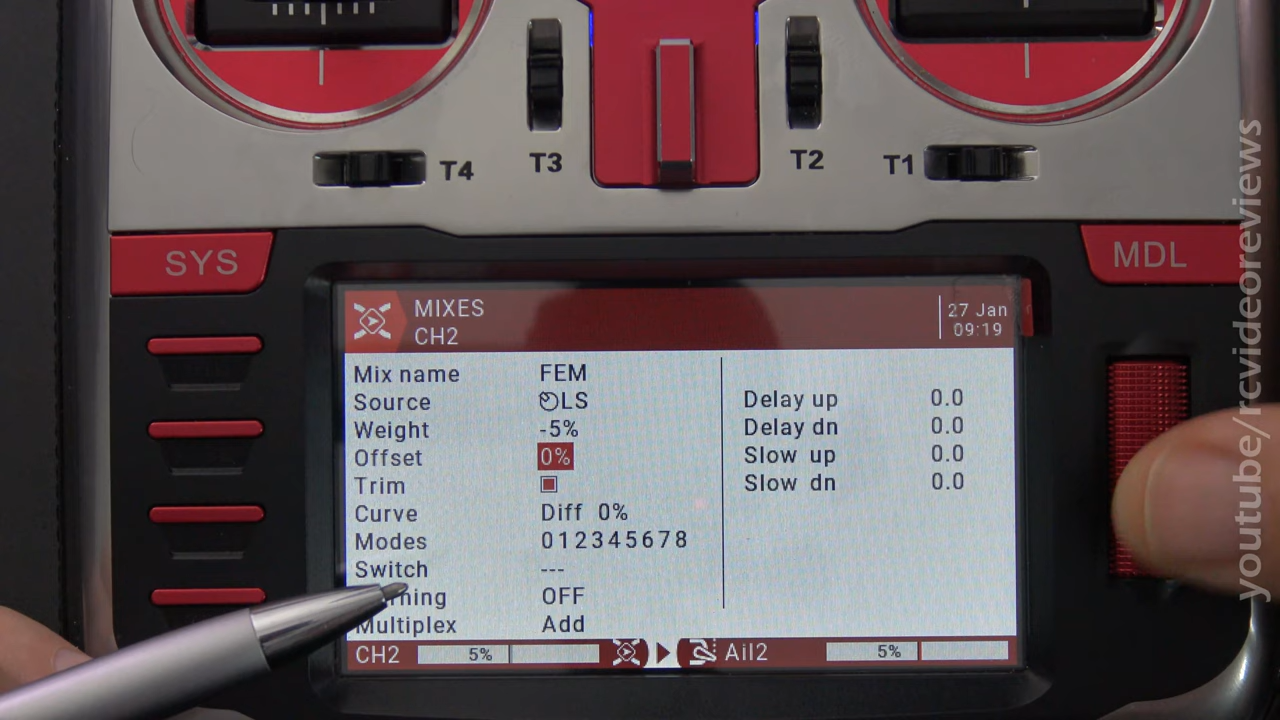 T4
T3
T2
T1
SYS
MDL
MIXES
CH2
27 Jan
09:19
Mix name FEM
Source LS
Weight -5%
Offset 0%
Trim
Curve Diff 0%
Modes 012345678
Switch ---
OFF
Multiplex Add
Delay up 0.0
Delay dn 0.0
Slow up 0.0
Slow dn 0.0
CH2 5% Ail2 5%
youtube/rcvideoreviews